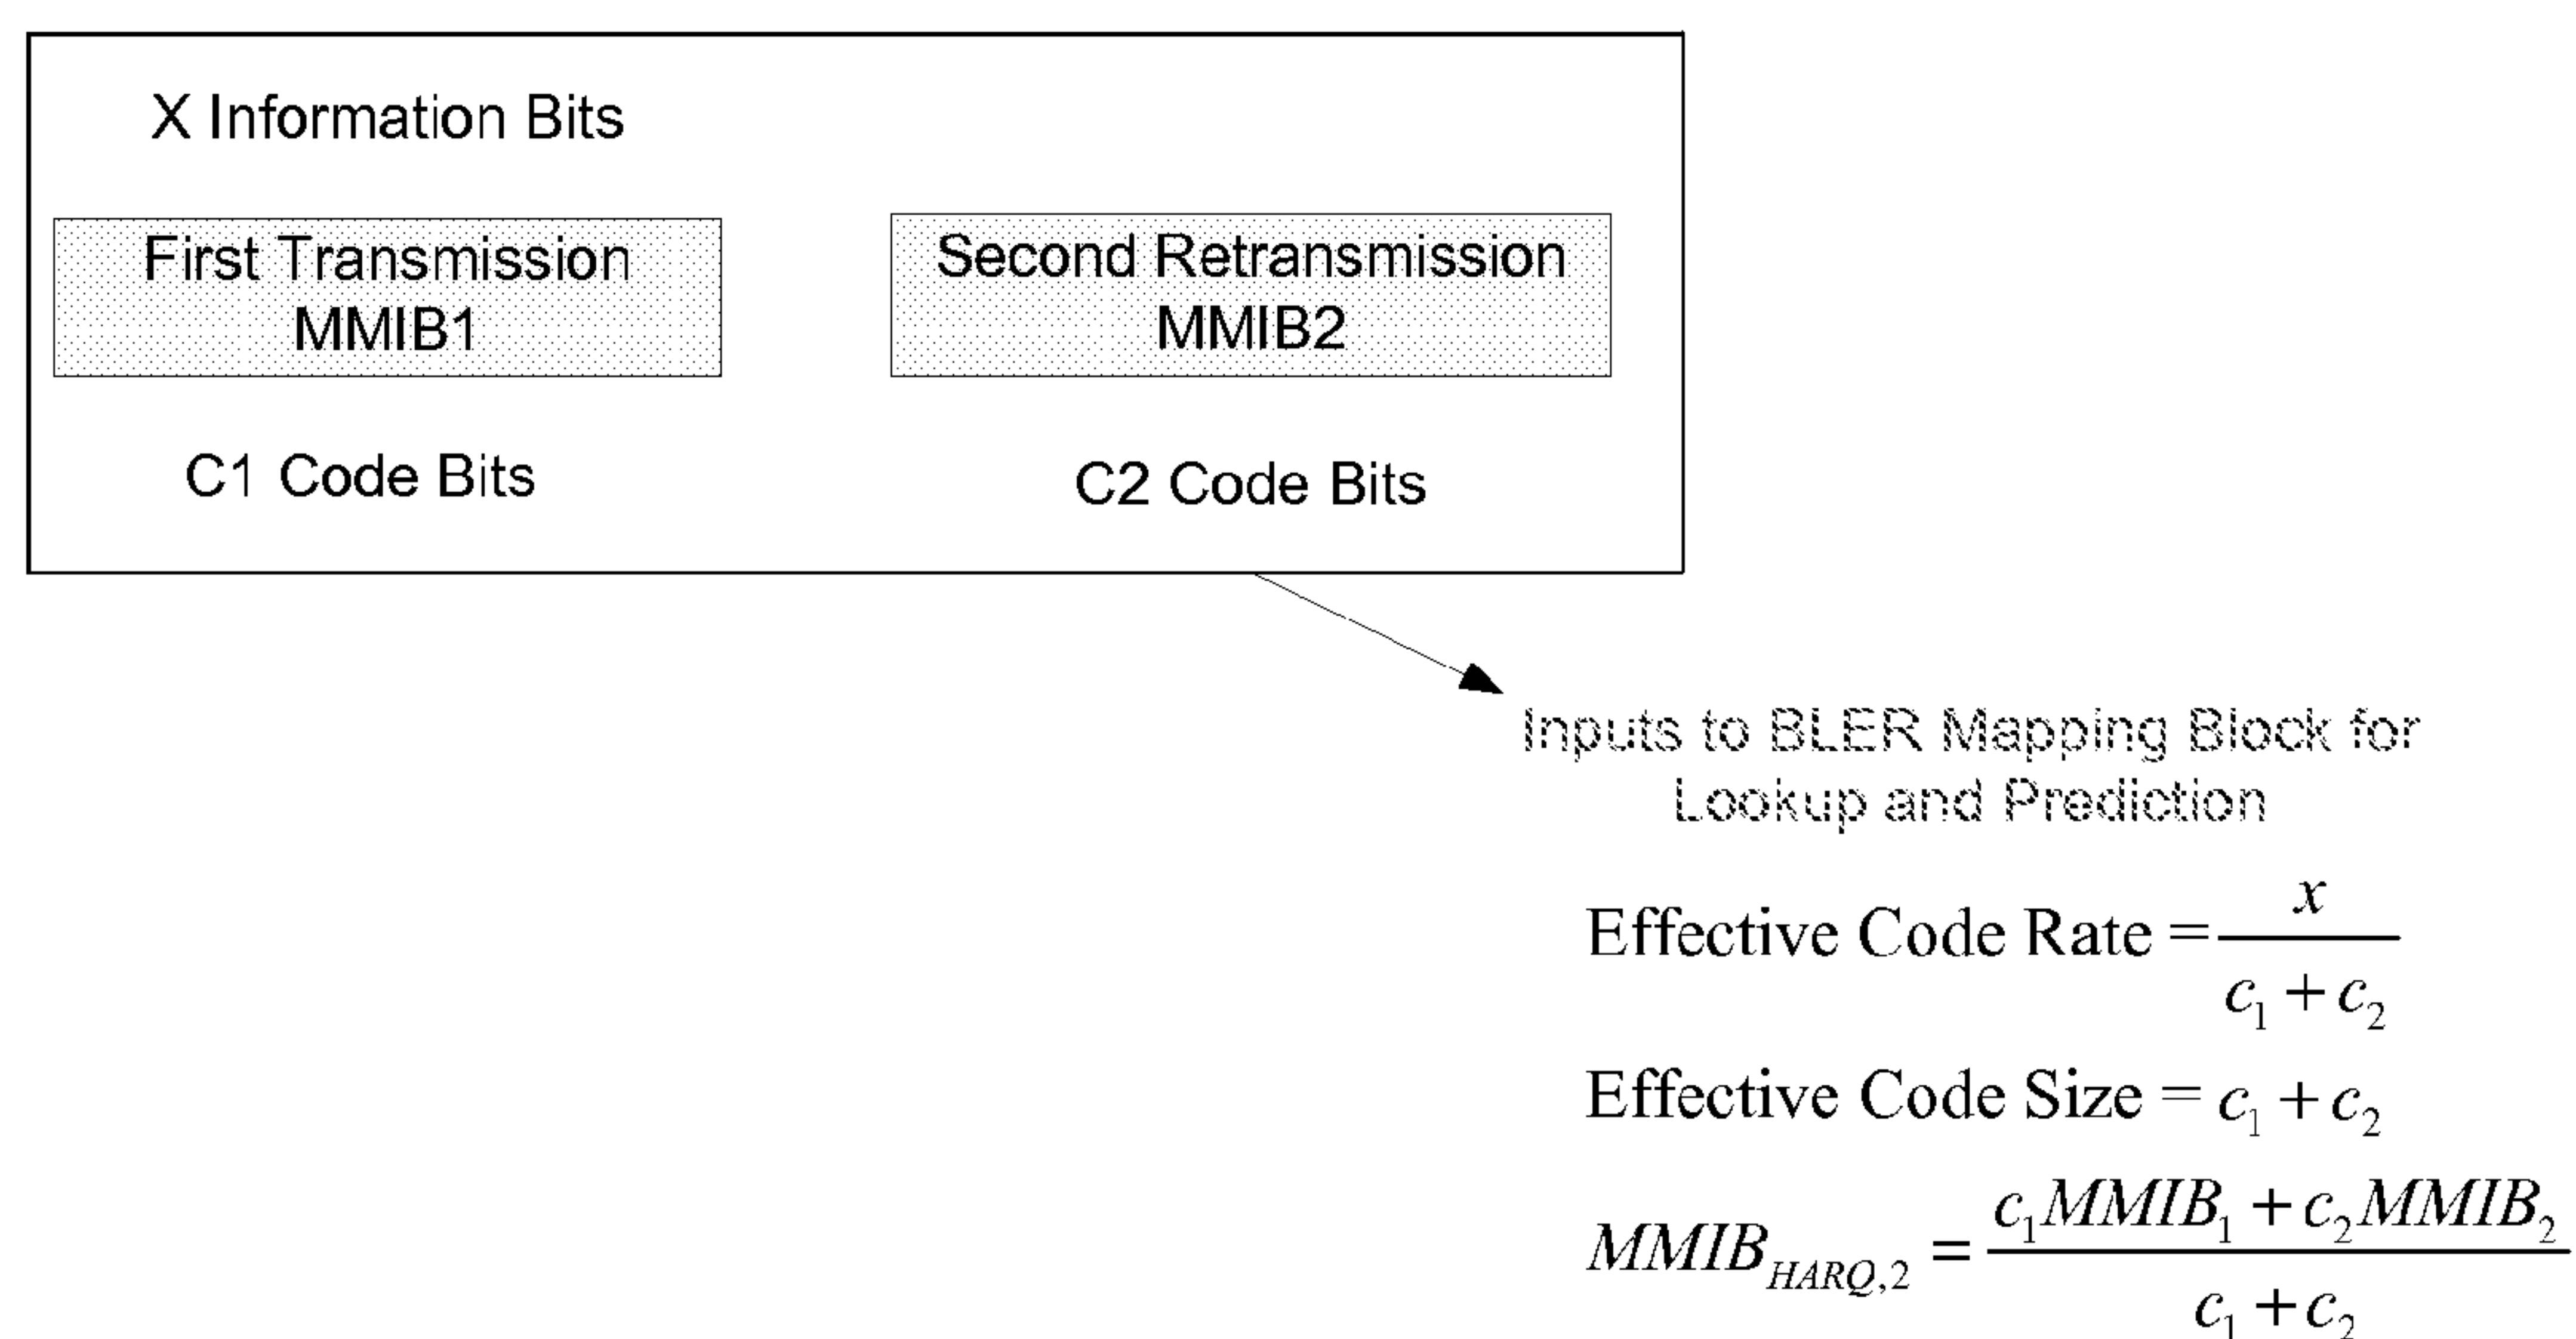 X Information Bits
First Transmission
MMIB1
Second Retransmission
MMIB2
C1 Code Bits
C2 Code Bits
Inputs to BLER Mapping Block for
Lookup and Prediction
Effective Code Rate = x / (c₁ + c₂)
Effective Code Size = c₁ + c₂
MMIB_{HARQ,2} = (c₁MMIB₁ + c₂MMIB₂) / (c₁ + c₂)